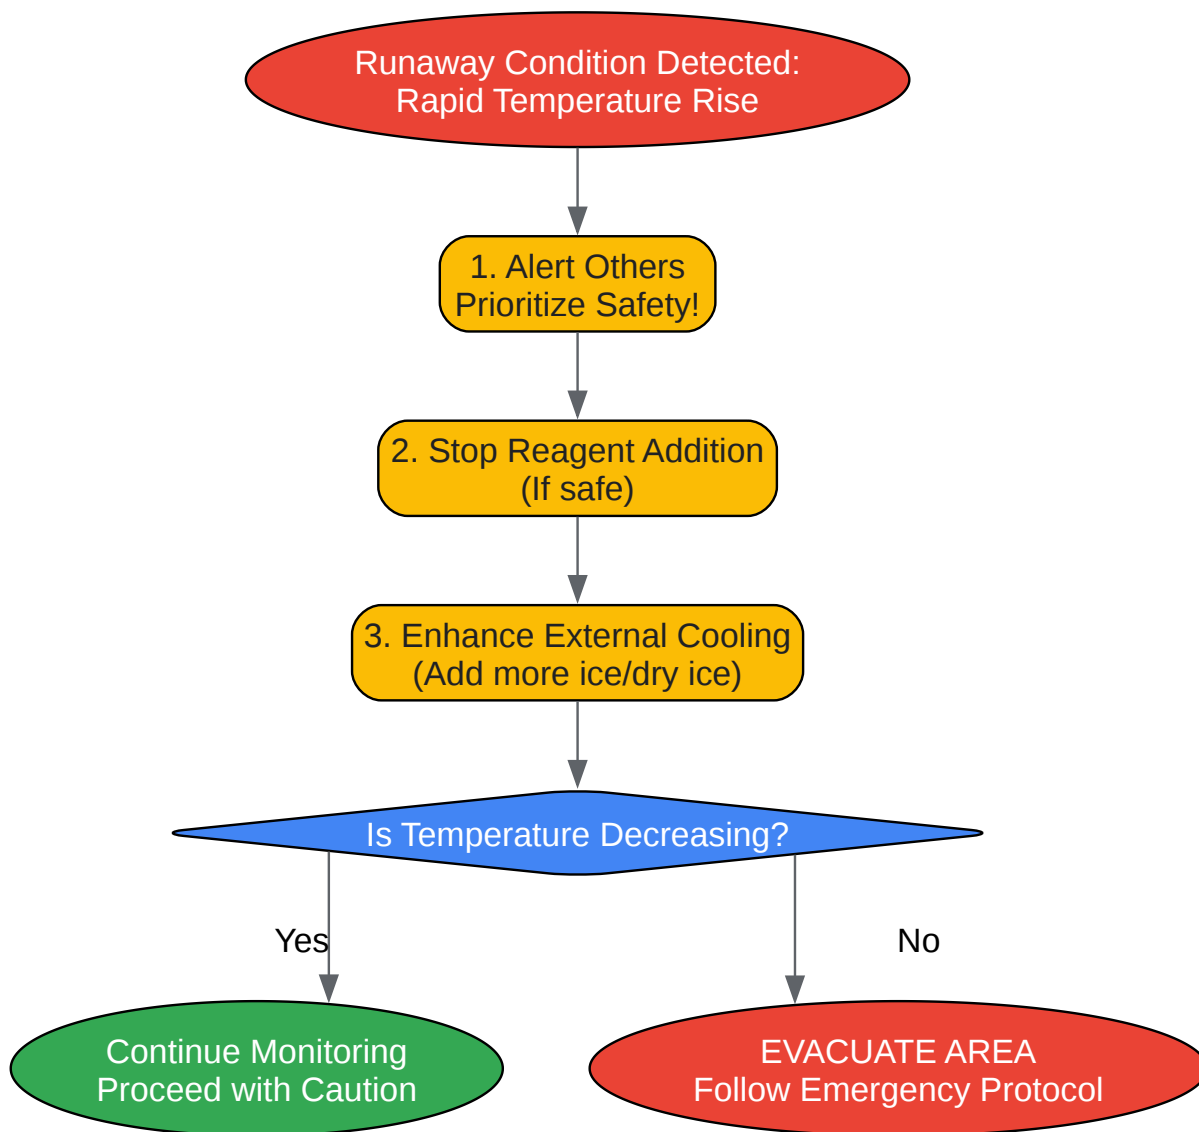 Runaway Condition Detected:
Rapid Temperature Rise
1. Alert Others
Prioritize Safety!
2. Stop Reagent Addition
(If safe)
3. Enhance External Cooling
(Add more ice/dry ice)
Is Temperature Decreasing?
Yes
No
Continue Monitoring
Proceed with Caution
EVACUATE AREA
Follow Emergency Protocol